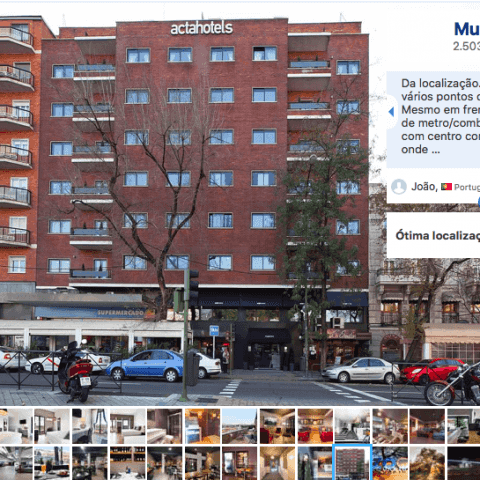 actahotels
Mu
2.503
Da localização.
vários pontos
Mesmo em fren
de metro/comb
com centro co
onde ...
João,
Portug
Ótima localizaç
SUPERMERCADO